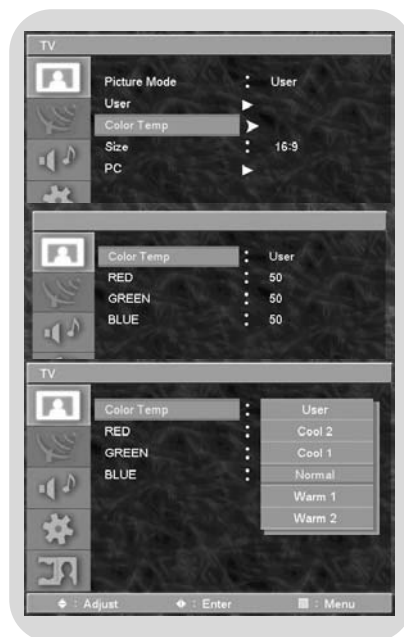 TV
Picture Mode : User
User
Color Temp
Size : 16:9
PC
Color Temp : User
RED : 50
GREEN : 50
BLUE : 50
TV
Color Temp : User
RED : Cool 2
GREEN : Cool 1
BLUE : Normal
Warm 1
Warm 2
: Adjust : Enter : Menu